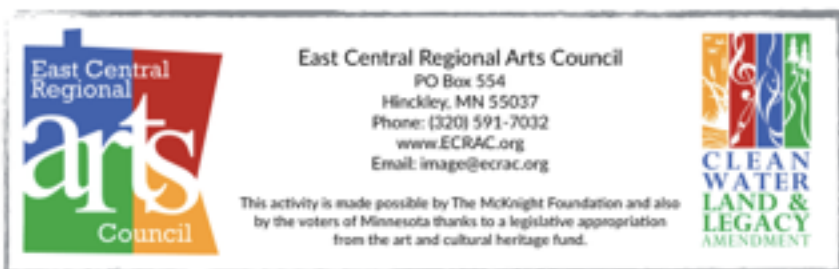 East Central
Regional
arts
Council
East Central Regional Arts Council
PO Box 554
Hinckley, MN 55037
Phone: (320) 591-7032
www.ECRAC.org
Email: image@ecrac.org
This activity is made possible by The McKnight Foundation and also
by the voters of Minnesota thanks to a legislative appropriation
from the art and cultural heritage fund.
CLEAN
WATER
LAND &
LEGACY
AMENDMENT